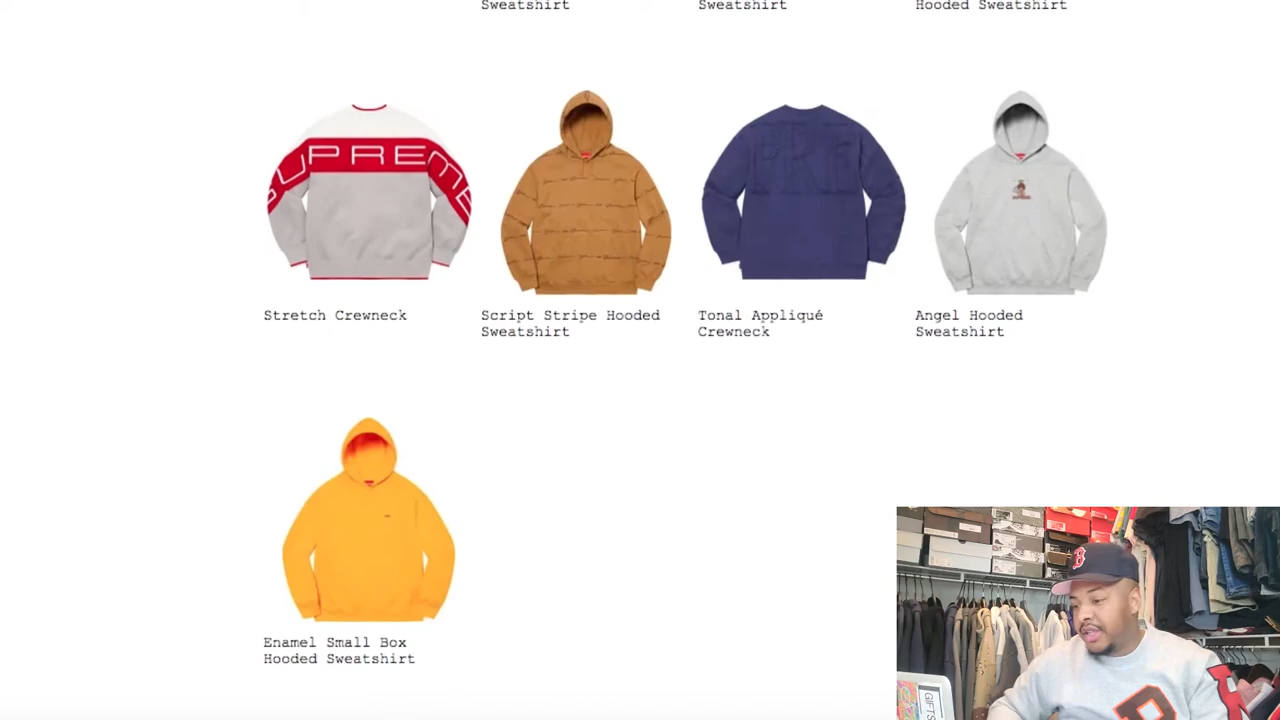 Sweatshirt
Sweatshirt
Hooded Sweatshirt
SUPREME
Stretch Crewneck
Script Stripe Hooded
Sweatshirt
Tonal Appliqué
Crewneck
Angel Hooded
Sweatshirt
Enamel Small Box
Hooded Sweatshirt
B
GIFTS